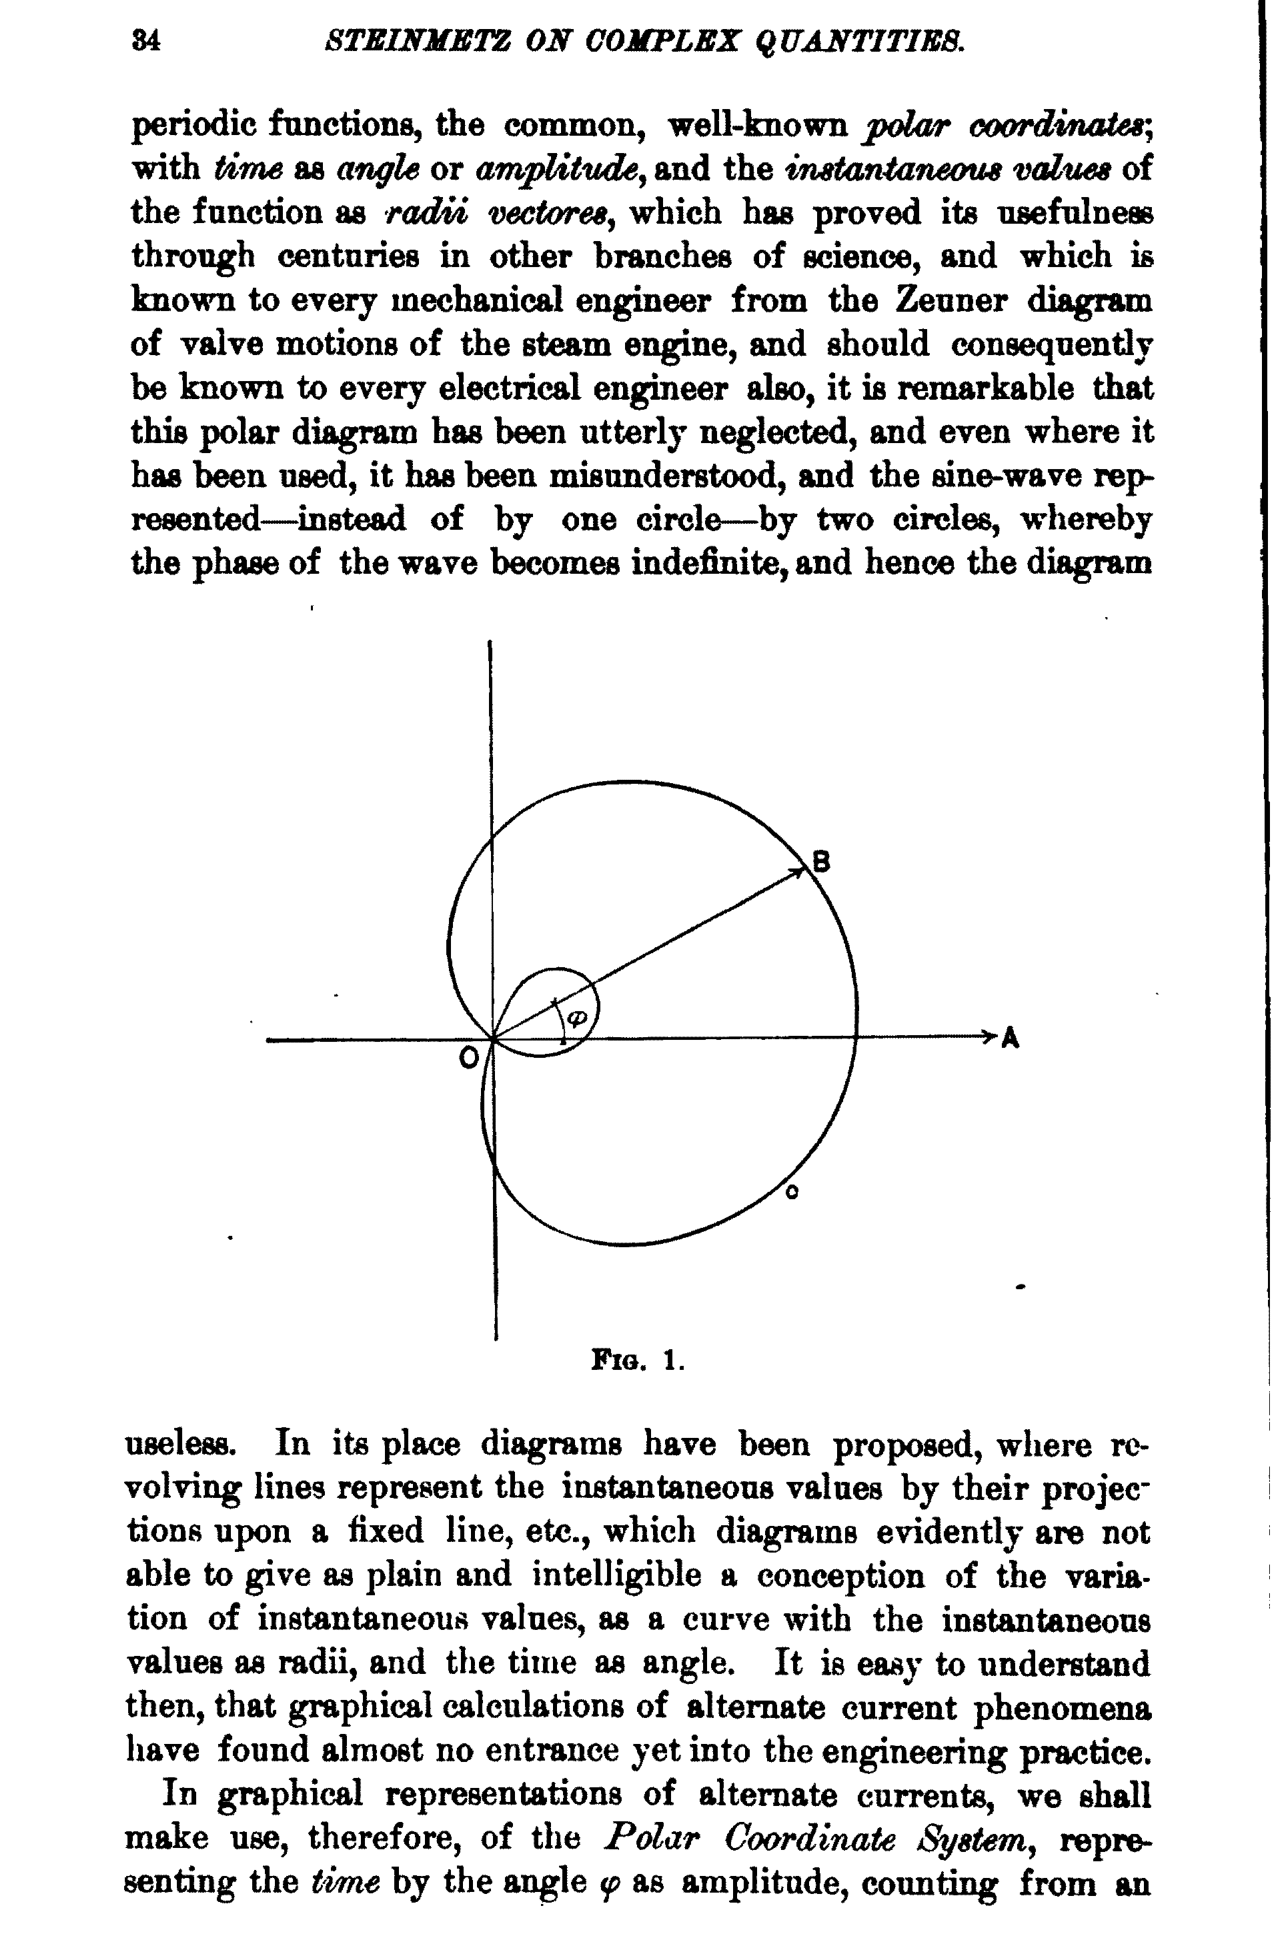 34 STEINMETZ ON COMPLEX QUANTITIES.
periodic functions, the common, well-known polar coordinates;
with time as angle or amplitude, and the instantaneous values of
the function as radii vectores, which has proved its usefulness
through centuries in other branches of science, and which is
known to every mechanical engineer from the Zeuner diagram
of valve motions of the steam engine, and should consequently
be known to every electrical engineer also, it is remarkable that
this polar diagram has been utterly neglected, and even where it
has been used, it has been misunderstood, and the sine-wave rep-
resented—instead of by one circle—by two circles, whereby
the phase of the wave becomes indefinite, and hence the diagram
B
φ
O
A
o
FIG. 1.
useless. In its place diagrams have been proposed, where re-
volving lines represent the instantaneous values by their projec-
tions upon a fixed line, etc., which diagrams evidently are not
able to give as plain and intelligible a conception of the varia-
tion of instantaneous values, as a curve with the instantaneous
values as radii, and the time as angle. It is easy to understand
then, that graphical calculations of alternate current phenomena
have found almost no entrance yet into the engineering practice.
In graphical representations of alternate currents, we shall
make use, therefore, of the Polar Coordinate System, repre-
senting the time by the angle φ as amplitude, counting from an